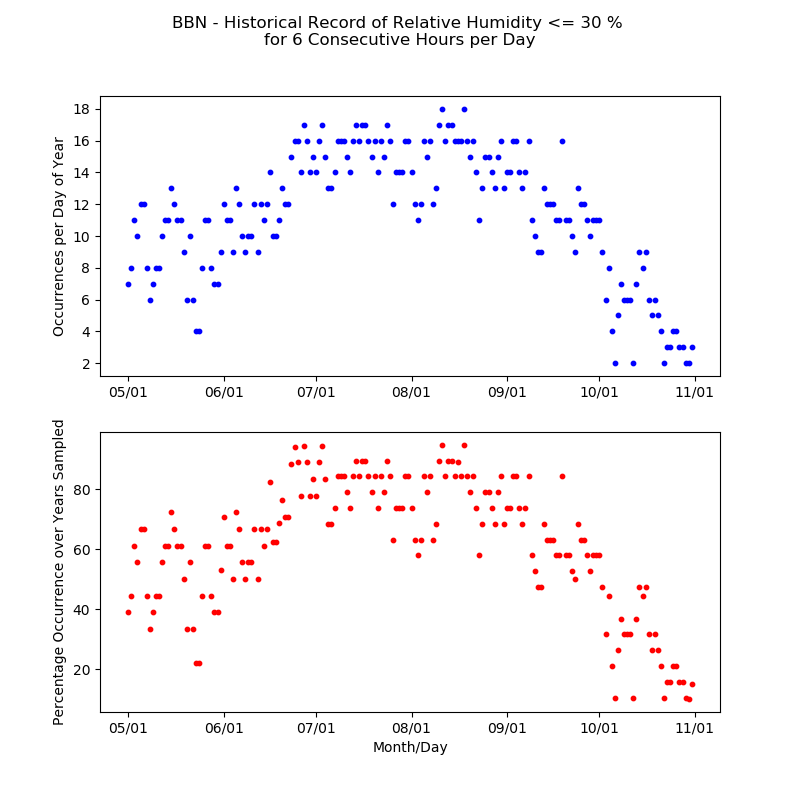 BBN - Historical Record of Relative Humidity <= 30 %
for 6 Consecutive Hours per Day
Occurrences per Day of Year
18
16
14
12
10
8
6
4
2
05/01 06/01 07/01 08/01 09/01 10/01 11/01
Percentage Occurrence over Years Sampled
80
60
40
20
05/01 06/01 07/01 08/01 09/01 10/01 11/01
Month/Day